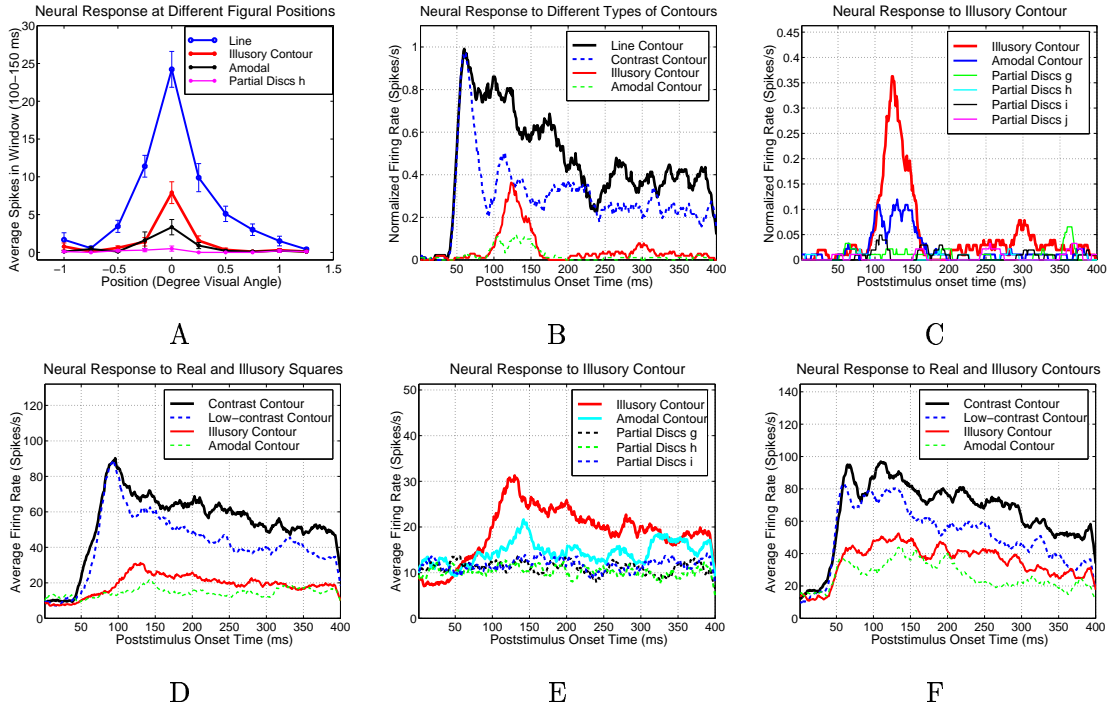 Neural Response at Different Figural Positions
Average Spikes in Window (100–150 ms)
30
25
20
15
10
5
0
−1
−0.5
0
0.5
1
1.5
Position (Degree Visual Angle)
Line
Illusory Contour
Amodal
Partial Discs h
A
Neural Response to Different Types of Contours
Normalized Firing Rate (Spikes/s)
1
0.8
0.6
0.4
0.2
0
50
100
150
200
250
300
350
400
Poststimulus Onset Time (ms)
Line Contour
Contrast Contour
Illusory Contour
Amodal Contour
B
Neural Response to Illusory Contour
Normalized Firing Rate (Spikes/s)
0.45
0.4
0.35
0.3
0.25
0.2
0.15
0.1
0.05
0
50
100
150
200
250
300
350
400
Poststimulus onset time (ms)
Illusory Contour
Amodal Contour
Partial Discs g
Partial Discs h
Partial Discs i
Partial Discs j
C
Neural Response to Real and Illusory Squares
Average Firing Rate (Spikes/s)
120
100
80
60
40
20
0
50
100
150
200
250
300
350
400
Poststimulus Onset Time (ms)
Contrast Contour
Low−contrast Contour
Illusory Contour
Amodal Contour
D
Neural Response to Illusory Contour
Average Firing Rate (Spikes/s)
50
40
30
20
10
0
50
100
150
200
250
300
350
400
Poststimulus Onset Time (ms)
Illusory Contour
Amodal Contour
Partial Discs g
Partial Discs h
Partial Discs i
E
Neural Response to Real and Illusory Contours
Average Firing Rate (Spikes/s)
140
120
100
80
60
40
20
0
50
100
150
200
250
300
350
400
Poststimulus Onset Time (ms)
Contrast Contour
Low−contrast Contour
Illusory Contour
Amodal Contour
F